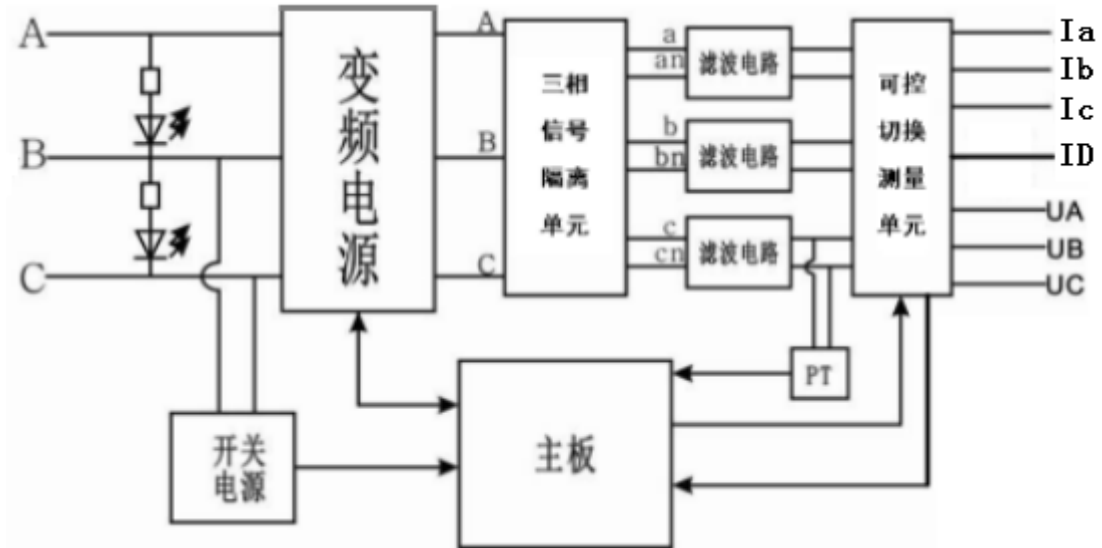 A
B
C
变频电源
A
B
C
三相
信号
隔离
单元
a
an
滤波电路
b
bn
滤波电路
c
cn
滤波电路
可控
切换
测量
单元
Ia
Ib
Ic
ID
UA
UB
UC
PT
开关
电源
主板